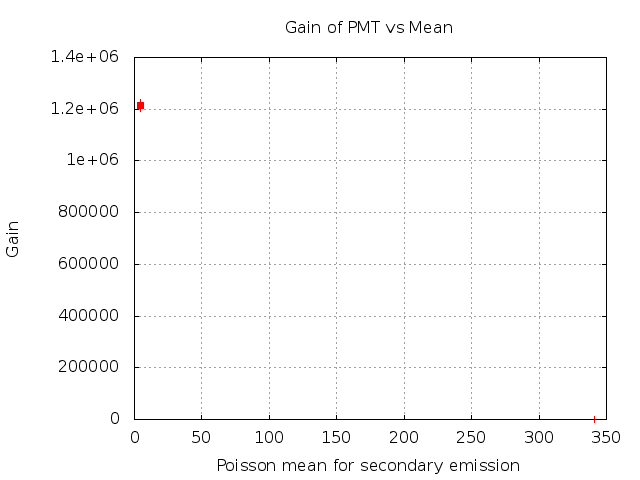 Gain of PMT vs Mean
1.4e+06
1.2e+06
1e+06
800000
600000
400000
200000
0
Gain
0 50 100 150 200 250 300 350
Poisson mean for secondary emission